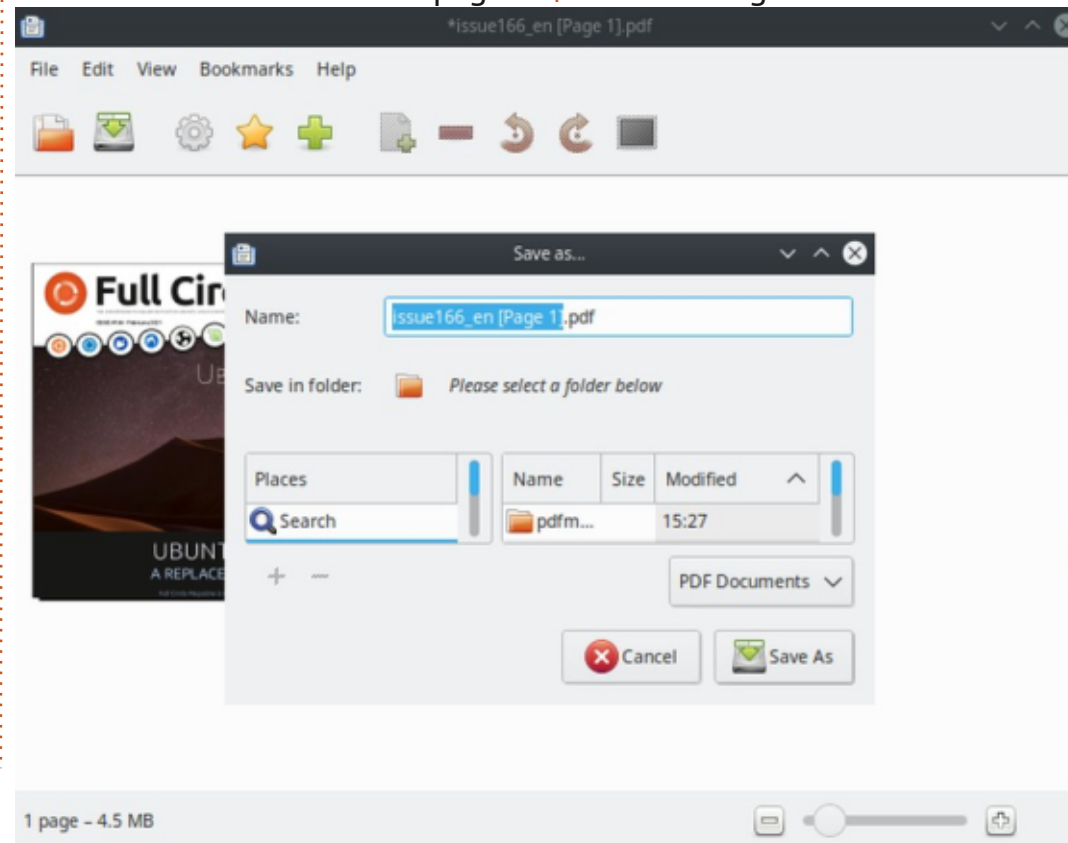 *issue166_en [Page 1].pdf
File Edit View Bookmarks Help
Full Cir
UB
UBUNT
A REPLACE
Save as...
Name: issue166_en [Page 1].pdf
Save in folder: Please select a folder below
Places
Search
Name Size Modified
pdfm... 15:27
PDF Documents
Cancel Save As
1 page – 4.5 MB